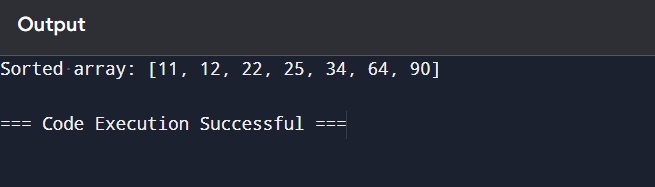 Output
Sorted array: [11, 12, 22, 25, 34, 64, 90]
=== Code Execution Successful ===